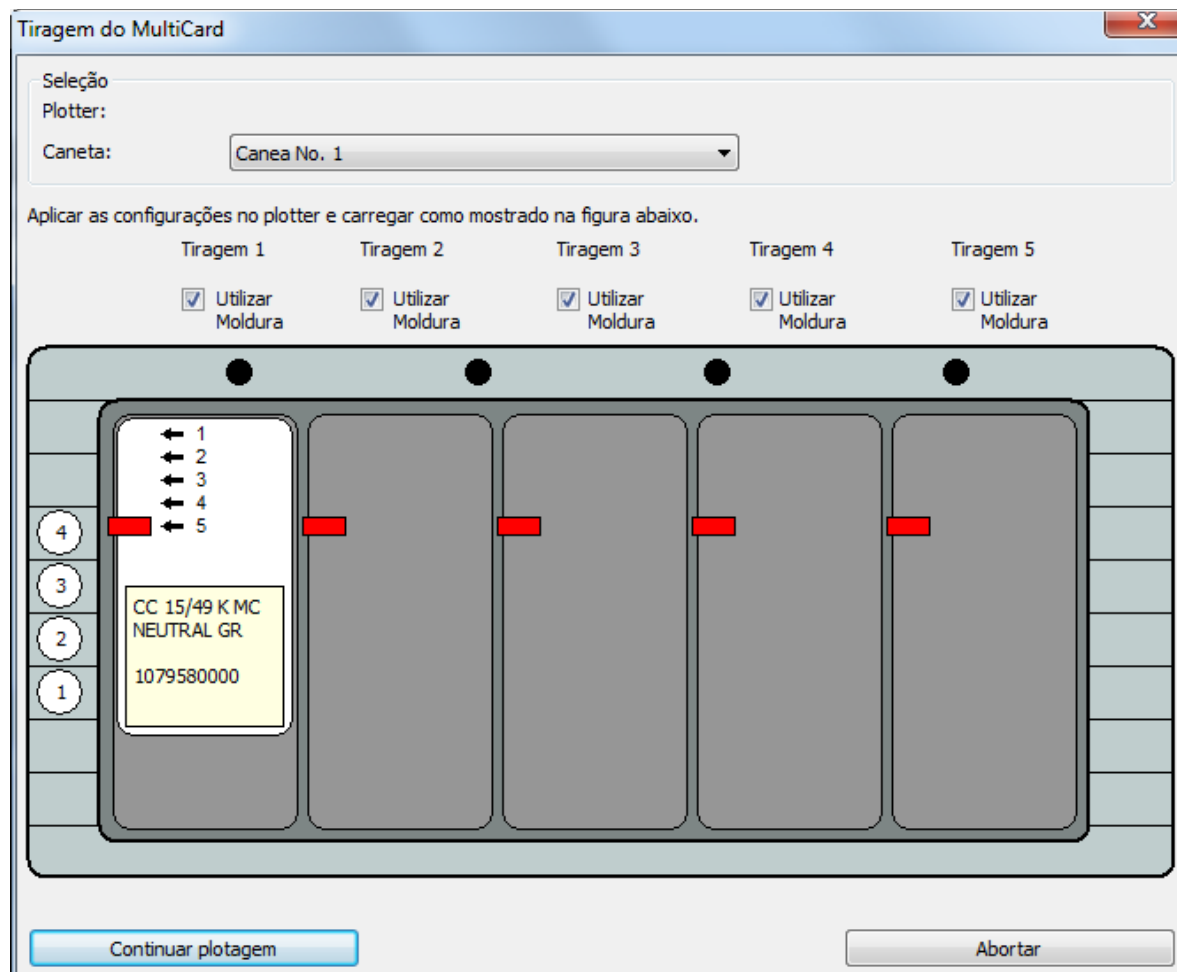 Tiragem do MultiCard
Seleção
Plotter:
Caneta:
Canea No. 1
Aplicar as configurações no plotter e carregar como mostrado na figura abaixo.
Tiragem 1
Tiragem 2
Tiragem 3
Tiragem 4
Tiragem 5
Utilizar
Moldura
Utilizar
Moldura
Utilizar
Moldura
Utilizar
Moldura
Utilizar
Moldura
1
2
3
4
5
4
3
2
1
CC 15/49 K MC
NEUTRAL GR
1079580000
Continuar plotagem
Abortar